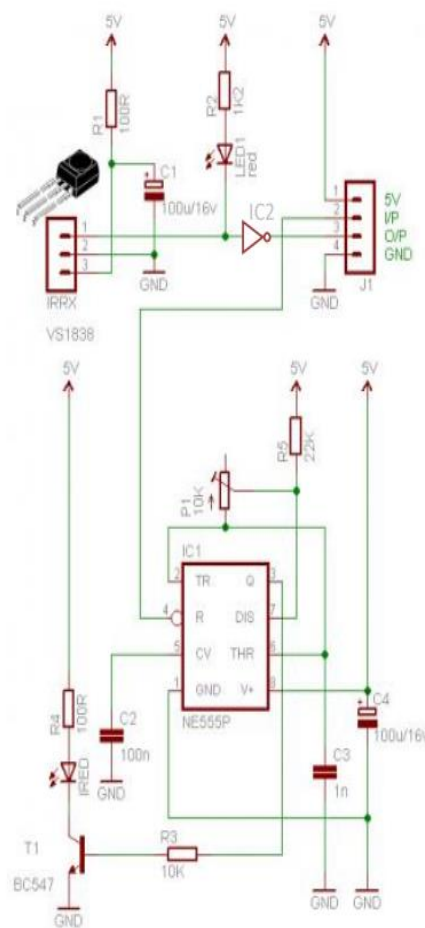 5V
5V
5V
R1
100R
R2
1K2
LED1
red
C1
100u/16v
IC2
1
2
3
4
5V
I/P
O/P
GND
J1
1
2
3
IRRX
VS1838
GND
GND
5V
5V
5V
R5
22K
P1
10K
IC1
2
TR
Q
3
4
R
DIS
7
5
CV
THR
6
1
GND
V+
8
NE555P
R4
100R
IRED
C2
100n
GND
C4
100u/16v
C3
1n
T1
BC547
R3
10K
GND
GND
GND